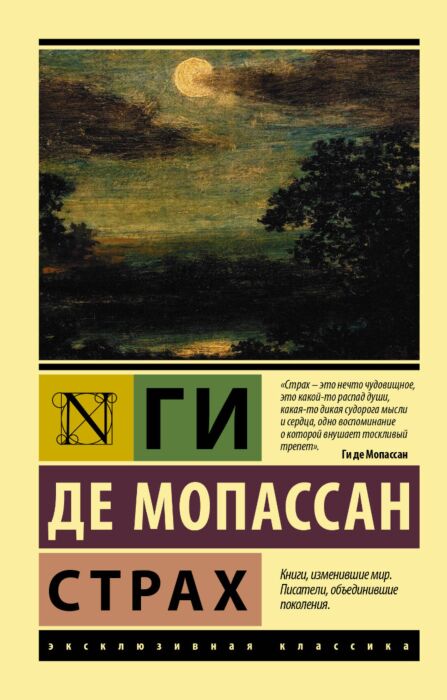 «Страх – это нечто чудовищное,
это какой-то распад души,
какая-то дикая судорога мысли
и сердца, одно воспоминание
о которой внушает тоскливый
трепет».
Ги де Мопассан
N
ГИ
ДЕ МОПАССАН
СТРАХ
Книги, изменившие мир.
Писатели, объединившие
поколения.
эксклюзивная классика